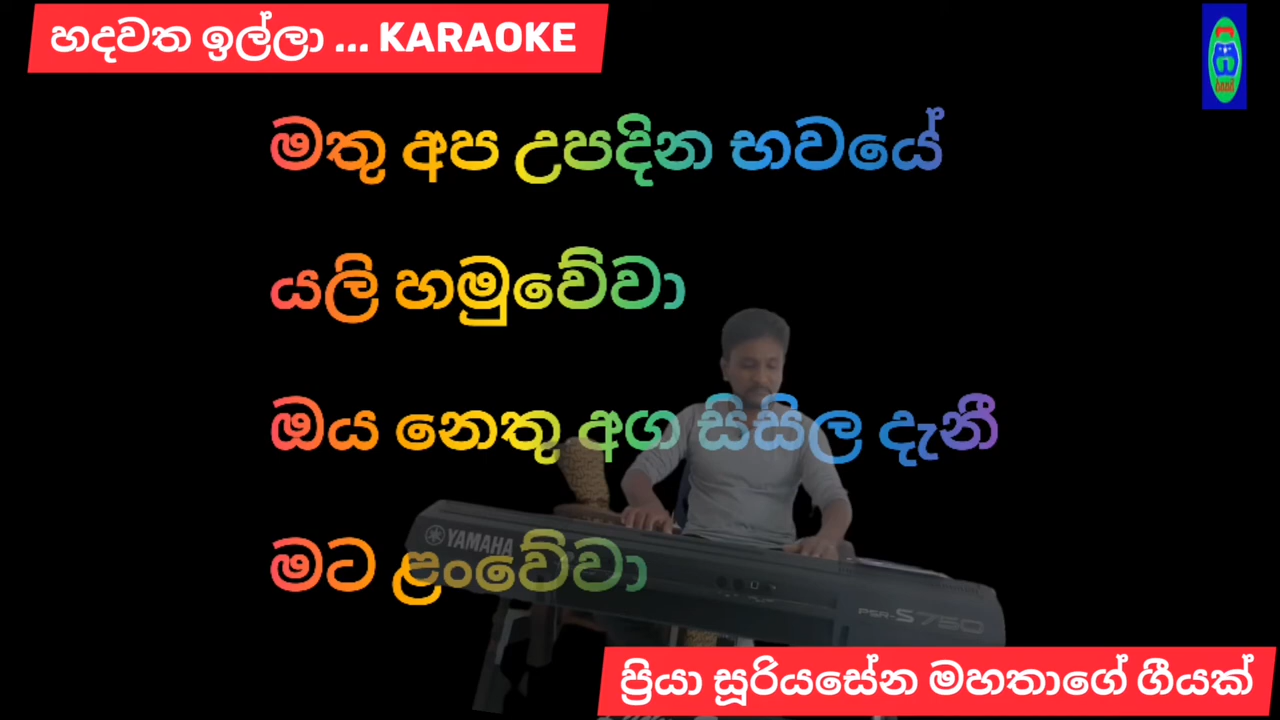 හදවත ඉල්ලා ... KARAOKE
මතු අප උපදින භවයේ
යලි හමුවේවා
ඔය නෙතු අග සිසිල දැනී
මට ළංවේවා
YAMAHA
PSR-S750
ප්‍රියා සූරියසේන මහතාගේ ගීයක්